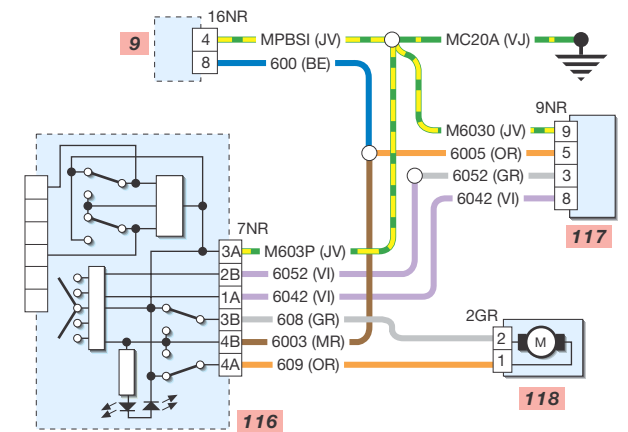 16NR
9
4 MPBSI (JV) MC20A (VJ)
8 600 (BE)
9NR
M6030 (JV) 9
6005 (OR) 5
6052 (GR) 3
6042 (VI) 8
117
7NR
3A M603P (JV)
2B 6052 (VI)
1A 6042 (VI)
3B 608 (GR)
4B 6003 (MR)
4A 609 (OR)
116
2GR
2
1
M
118